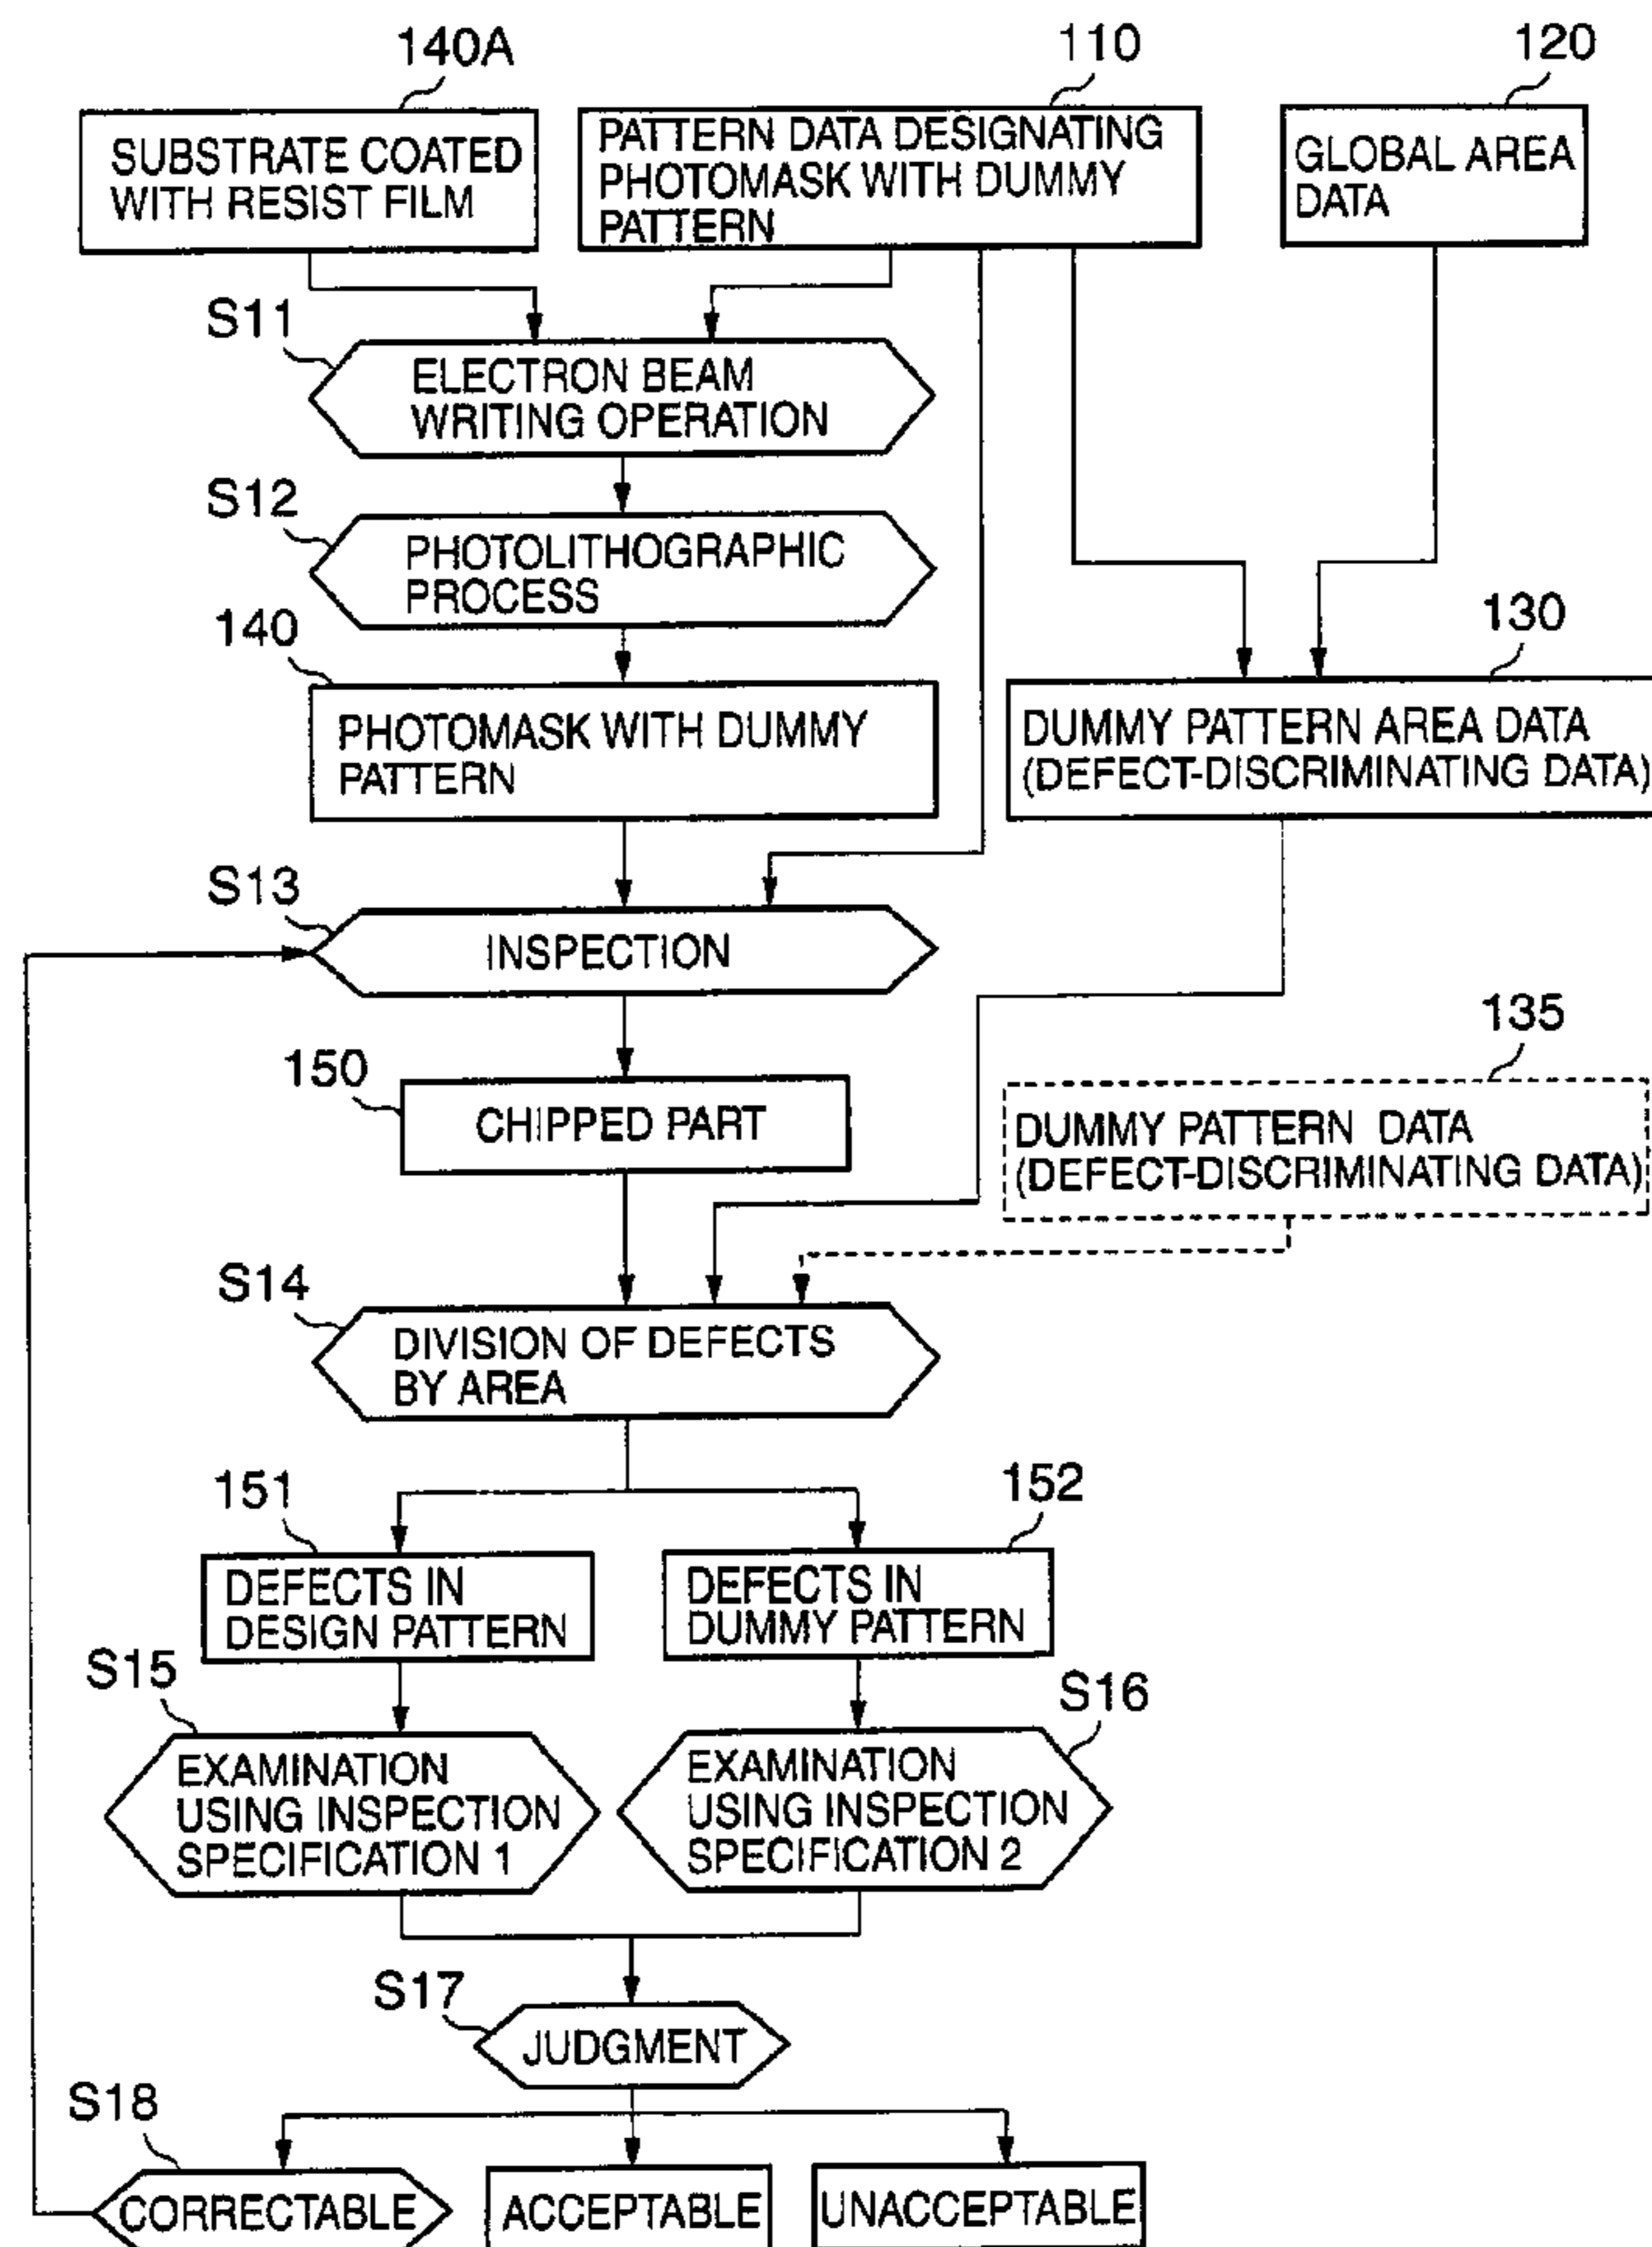 140A
110
120
SUBSTRATE COATED
WITH RESIST FILM
PATTERN DATA DESIGNATING
PHOTOMASK WITH DUMMY
PATTERN
GLOBAL AREA
DATA
S11
ELECTRON BEAM
WRITING OPERATION
S12
PHOTOLITHOGRAPHIC
PROCESS
140
PHOTOMASK WITH DUMMY
PATTERN
130
DUMMY PATTERN AREA DATA
(DEFECT-DISCRIMINATING DATA)
S13
INSPECTION
150
CHIPPED PART
135
DUMMY PATTERN DATA
(DEFECT-DISCRIMINATING DATA)
S14
DIVISION OF DEFECTS
BY AREA
151
DEFECTS IN
DESIGN PATTERN
152
DEFECTS IN
DUMMY PATTERN
S15
EXAMINATION
USING INSPECTION
SPECIFICATION 1
S16
EXAMINATION
USING INSPECTION
SPECIFICATION 2
S17
JUDGMENT
S18
CORRECTABLE
ACCEPTABLE
UNACCEPTABLE